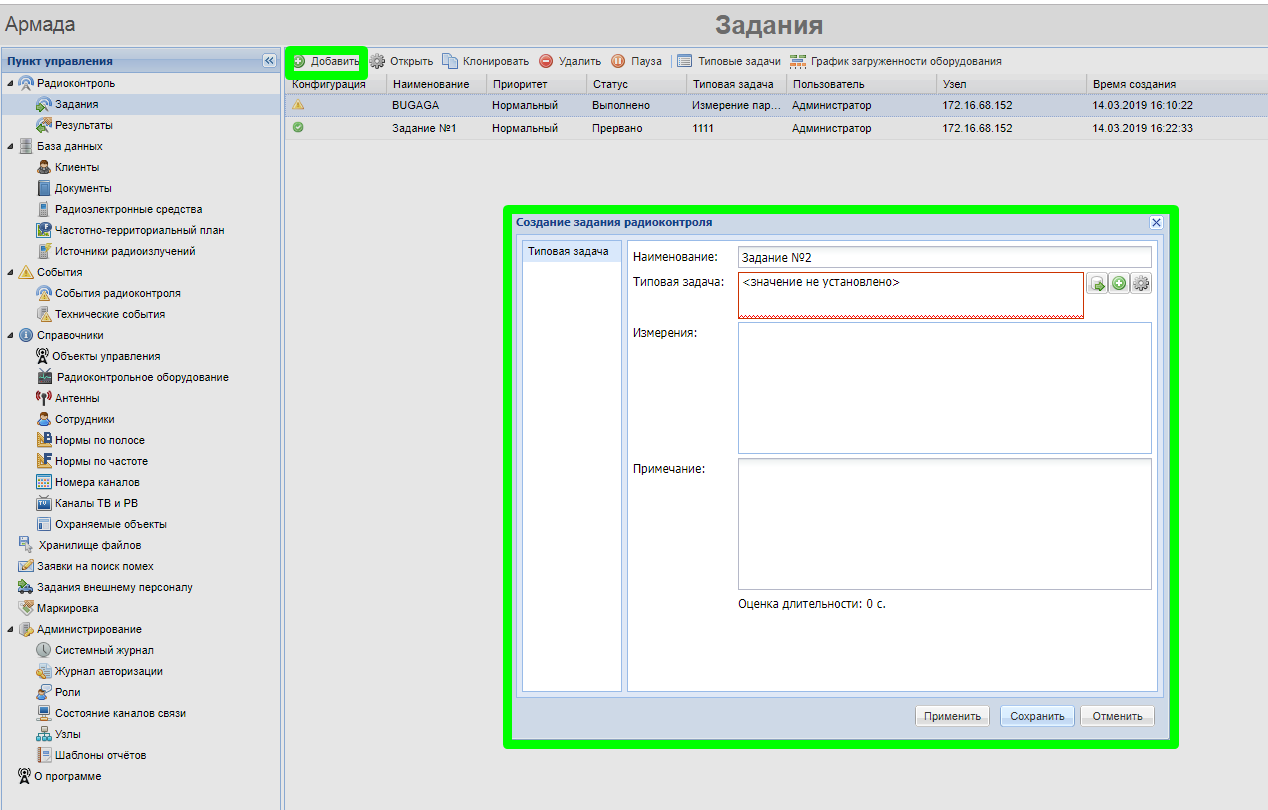 Армада
Задания
Пункт управления
Радиоконтроль
Задания
Результаты
База данных
Клиенты
Документы
Радиоэлектронные средства
Частотно-территориальный план
Источники радиоизлучений
События
События радиоконтроля
Технические события
Справочники
Объекты управления
Радиоконтрольное оборудование
Антенны
Сотрудники
Нормы по полосе
Нормы по частоте
Номера каналов
Каналы ТВ и РВ
Охраняемые объекты
Хранилище файлов
Заявки на поиск помех
Задания внешнему персоналу
Маркировка
Администрирование
Системный журнал
Журнал авторизации
Роли
Состояние каналов связи
Узлы
Шаблоны отчётов
О программе
Добавить Открыть Клонировать Удалить Пауза Типовые задачи График загруженности оборудования
Конфигурация Наименование Приоритет Статус Типовая задача Пользователь Узел Время создания
BUGAGA Нормальный Выполнено Измерение пар... Администратор 172.16.68.152 14.03.2019 16:10:22
Задание №1 Нормальный Прервано 1111 Администратор 172.16.68.152 14.03.2019 16:22:33
Создание задания радиоконтроля
Типовая задача
Наименование: Задание №2
Типовая задача: <значение не установлено>
Измерения:
Примечание:
Оценка длительности: 0 с.
Применить Сохранить Отменить